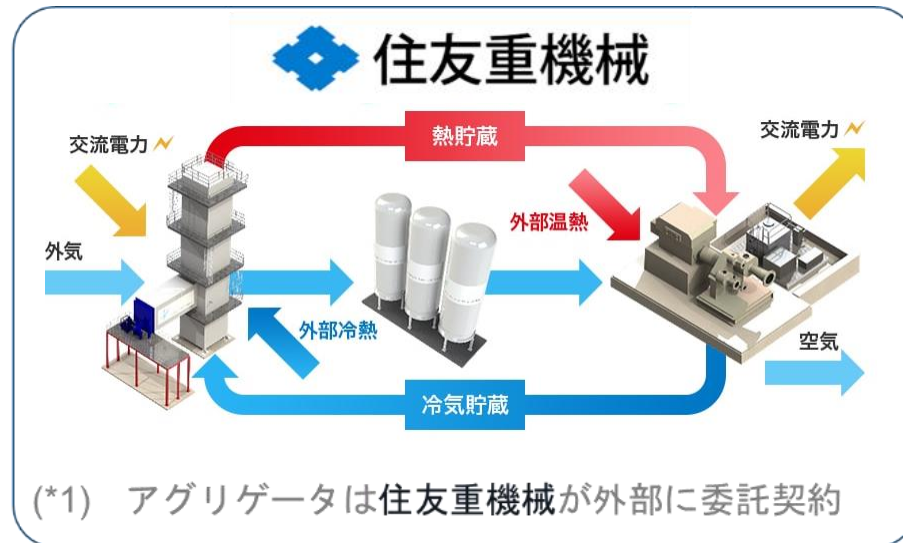 住友重機械
交流電力
熱貯蔵
交流電力
外気
外部温熱
外部冷熱
空気
冷気貯蔵
(*1) アグリゲータは住友重機械が外部に委託契約